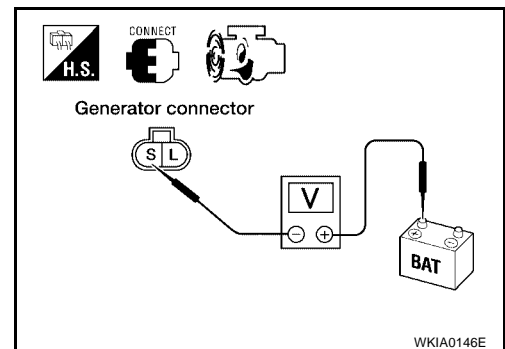 CONNECT
H.S.
Generator connector
S L
V
− +
+ −
BAT
WKIA0146E